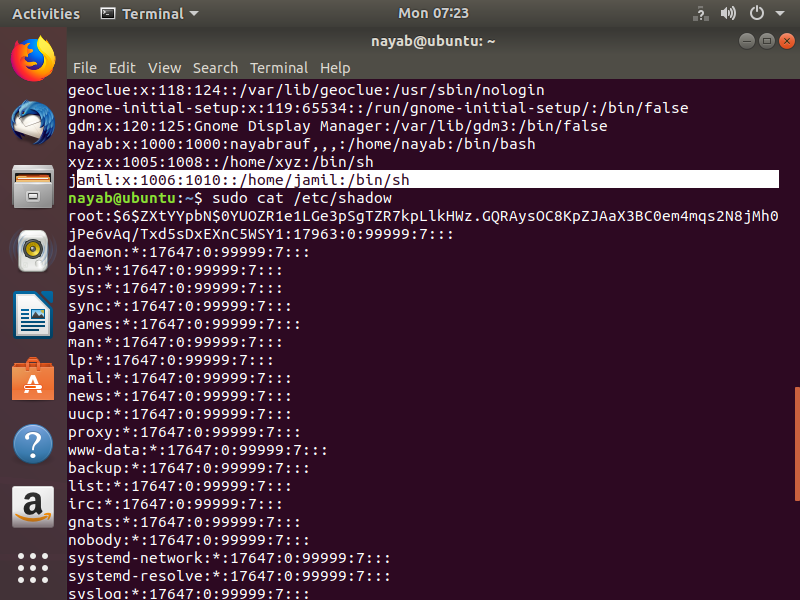 Activities Terminal Mon 07:23
nayab@ubuntu: ~
File Edit View Search Terminal Help
geoclue:x:118:124::/var/lib/geoclue:/usr/sbin/nologin
gnome-initial-setup:x:119:65534::/run/gnome-initial-setup/:/bin/false
gdm:x:120:125:Gnome Display Manager:/var/lib/gdm3:/bin/false
nayab:x:1000:1000:nayabrauf,,,:/home/nayab:/bin/bash
xyz:x:1005:1008::/home/xyz:/bin/sh
jamil:x:1006:1010::/home/jamil:/bin/sh
nayab@ubuntu:~$ sudo cat /etc/shadow
root:$6$ZXtYYpbN$0YUOZR1e1LGe3pSgTZR7kpLlkHWz.GQRAysOC8KpZJAaX3BC0em4mqs2N8jMh0
jPe6vAq/Txd5sDxEXnC5WSY1:17963:0:99999:7:::
daemon:*:17647:0:99999:7:::
bin:*:17647:0:99999:7:::
sys:*:17647:0:99999:7:::
sync:*:17647:0:99999:7:::
games:*:17647:0:99999:7:::
man:*:17647:0:99999:7:::
lp:*:17647:0:99999:7:::
mail:*:17647:0:99999:7:::
news:*:17647:0:99999:7:::
uucp:*:17647:0:99999:7:::
proxy:*:17647:0:99999:7:::
www-data:*:17647:0:99999:7:::
backup:*:17647:0:99999:7:::
list:*:17647:0:99999:7:::
irc:*:17647:0:99999:7:::
gnats:*:17647:0:99999:7:::
nobody:*:17647:0:99999:7:::
systemd-network:*:17647:0:99999:7:::
systemd-resolve:*:17647:0:99999:7:::
syslog:*:17647:0:99999:7:::